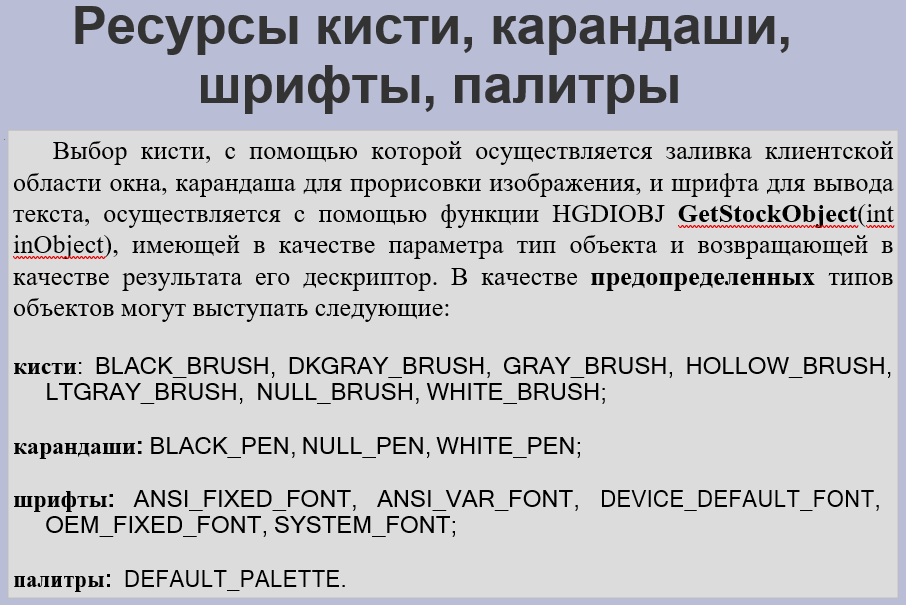 Ресурсы кисти, карандаши,
шрифты, палитры
Выбор кисти, с помощью которой осуществляется заливка клиентской
области окна, карандаша для прорисовки изображения, и шрифта для вывода
текста, осуществляется с помощью функции HGDIOBJ GetStockObject(int
inObject), имеющей в качестве параметра тип объекта и возвращающей в
качестве результата его дескриптор. В качестве предопределенных типов
объектов могут выступать следующие:
кисти: BLACK_BRUSH, DKGRAY_BRUSH, GRAY_BRUSH, HOLLOW_BRUSH,
LTGRAY_BRUSH, NULL_BRUSH, WHITE_BRUSH;
карандаши: BLACK_PEN, NULL_PEN, WHITE_PEN;
шрифты: ANSI_FIXED_FONT, ANSI_VAR_FONT, DEVICE_DEFAULT_FONT,
OEM_FIXED_FONT, SYSTEM_FONT;
палитры: DEFAULT_PALETTE.